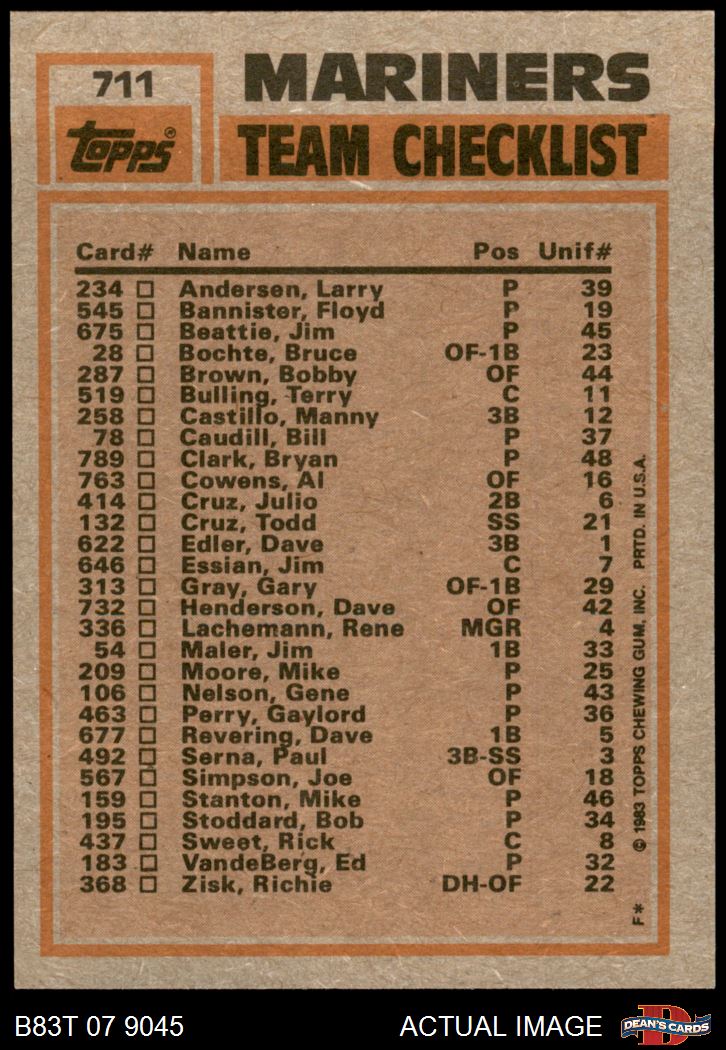 711
MARINERS
Topps®
TEAM CHECKLIST
Card# Name Pos Unif#
234 Andersen, Larry P 39
545 Bannister, Floyd P 19
675 Beattie, Jim P 45
28 Bochte, Bruce OF-1B 23
287 Brown, Bobby OF 44
519 Bulling, Terry C 11
258 Castillo, Manny 3B 12
78 Caudill, Bill P 37
789 Clark, Bryan P 48
763 Cowens, Al OF 16
414 Cruz, Julio 2B 6
132 Cruz, Todd SS 21
622 Edler, Dave 3B 1
646 Essian, Jim C 7
313 Gray, Gary OF-1B 29
732 Henderson, Dave OF 42
336 Lachemann, Rene MGR 4
54 Maler, Jim 1B 33
209 Moore, Mike P 25
106 Nelson, Gene P 43
463 Perry, Gaylord P 36
677 Revering, Dave 1B 5
492 Serna, Paul 3B-SS 3
567 Simpson, Joe OF 18
159 Stanton, Mike P 46
195 Stoddard, Bob P 34
437 Sweet, Rick C 8
183 VandeBerg, Ed P 32
368 Zisk, Richie DH-OF 22
F* © 1983 TOPPS CHEWING GUM, INC. PRTD. IN U.S.A.
B83T 07 9045 ACTUAL IMAGE D DEAN'S CARDS